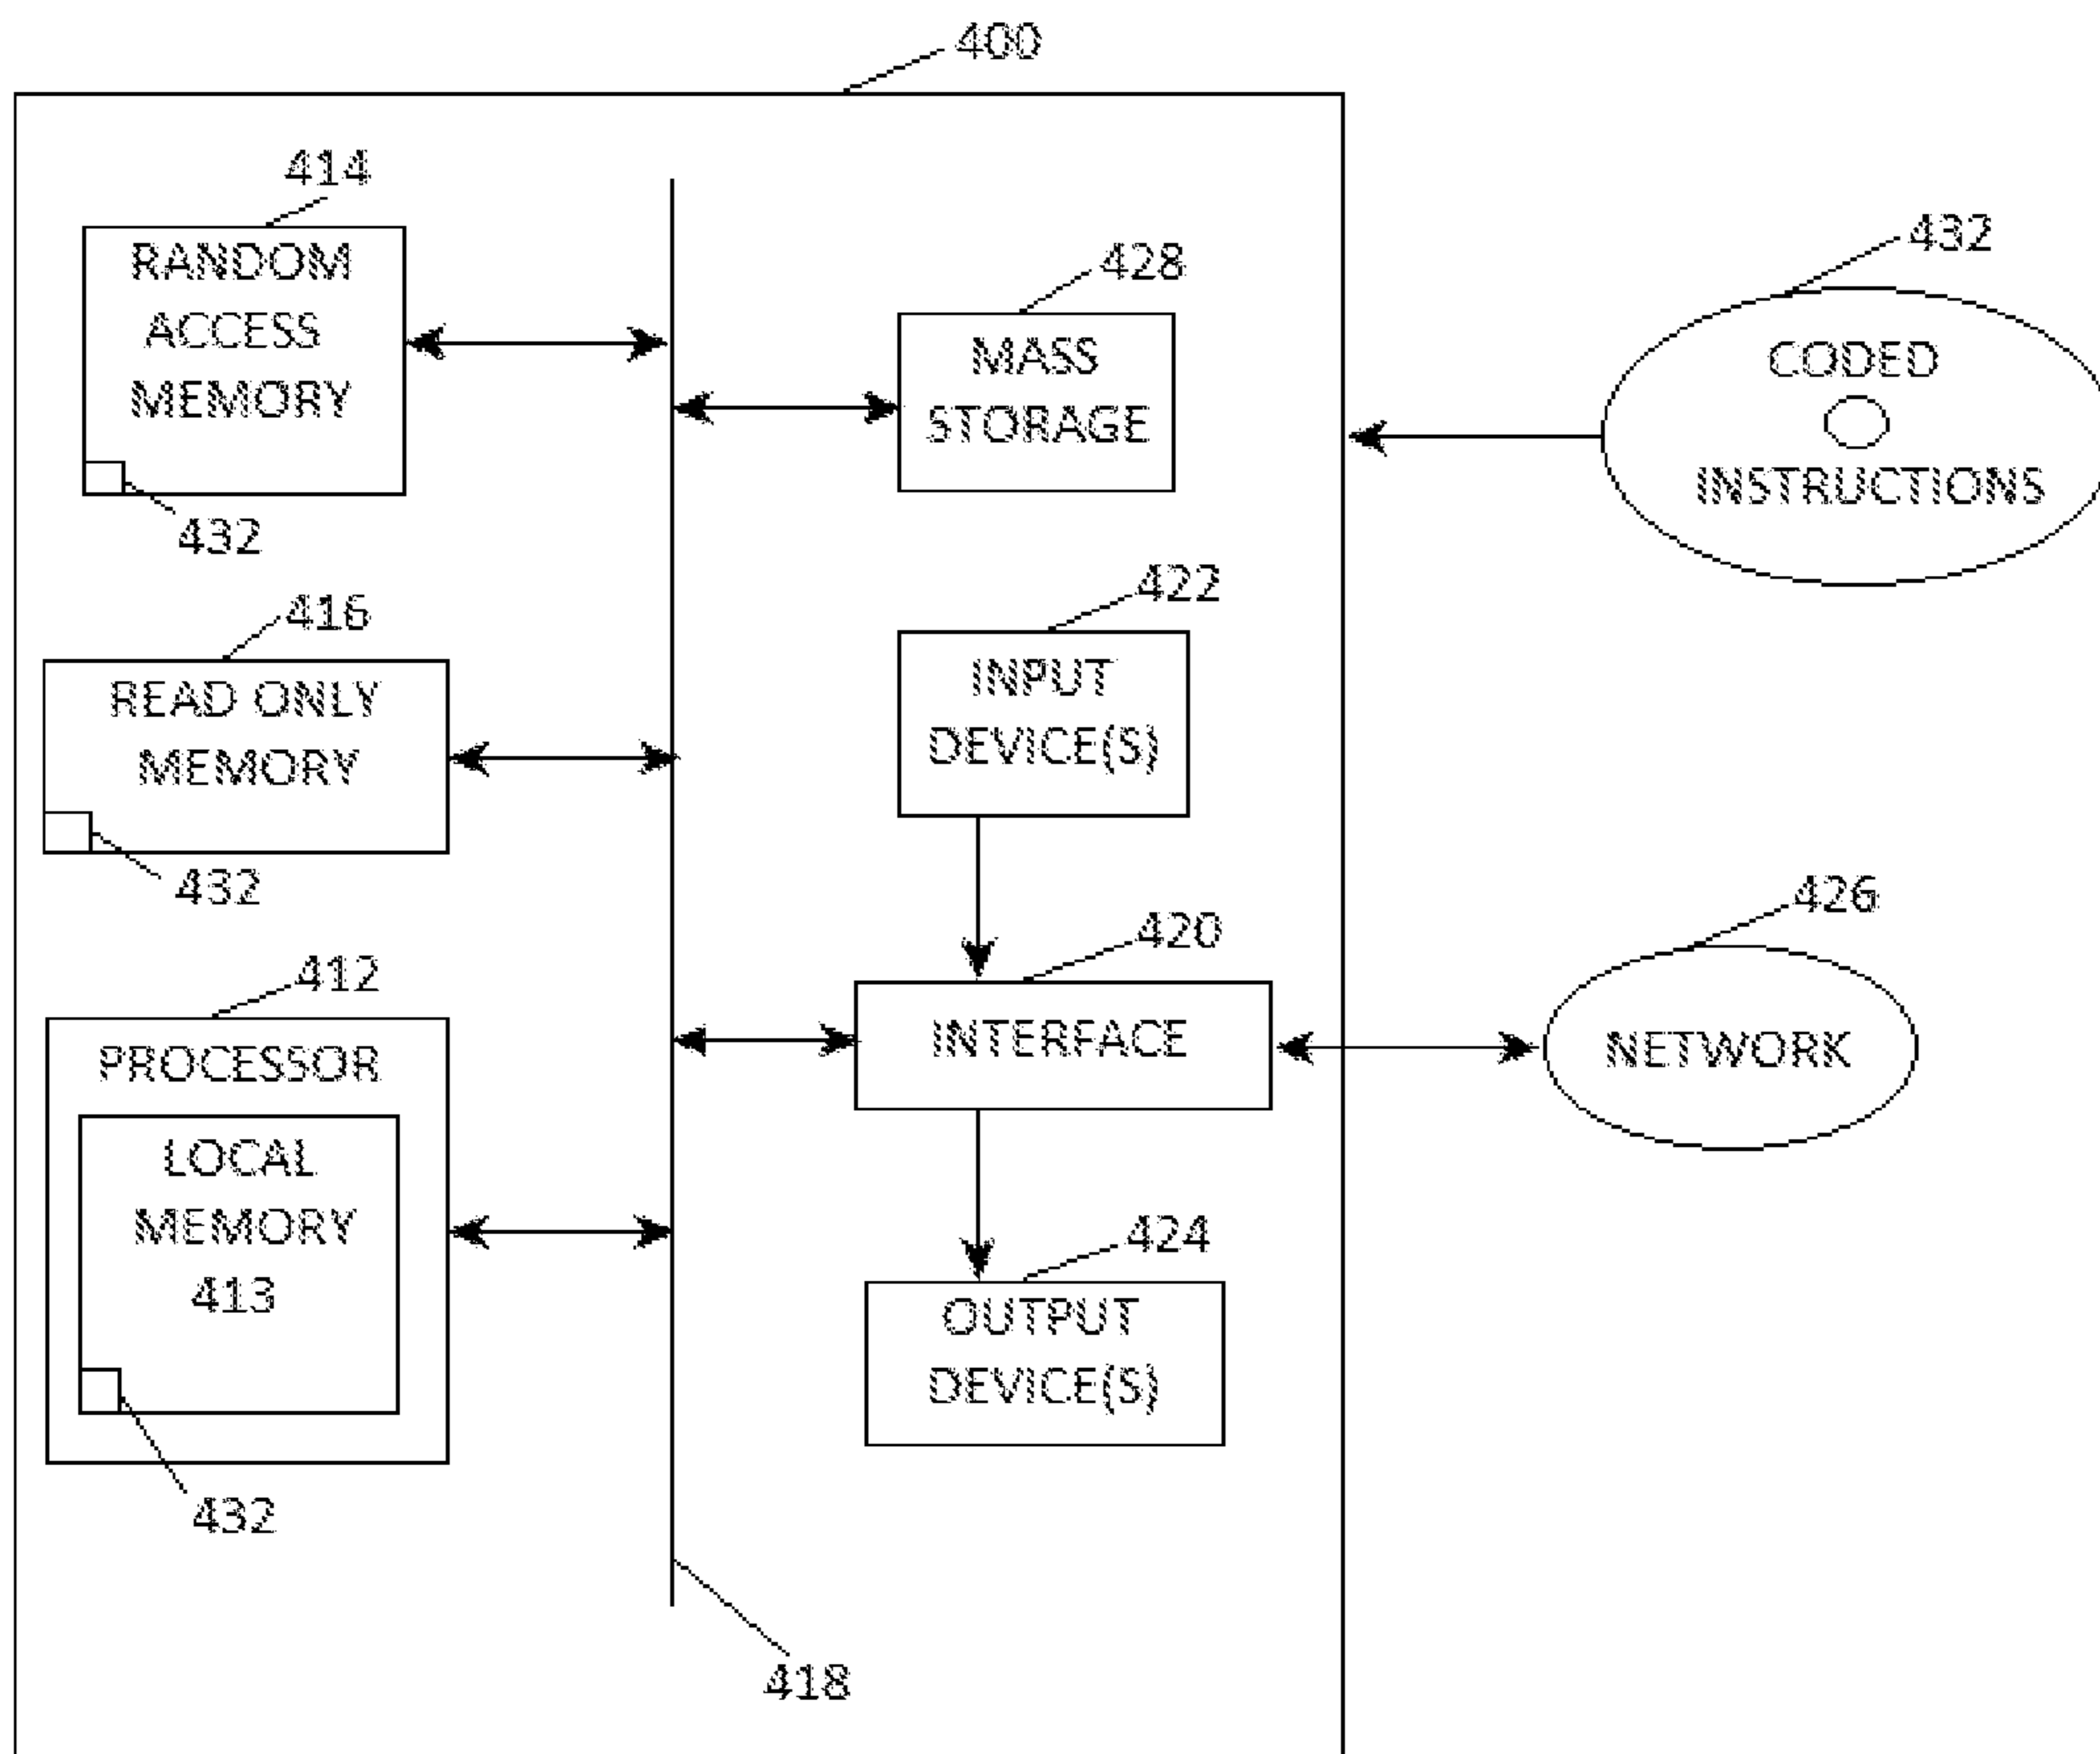 400
414
RANDOM
ACCESS
MEMORY
432
428
MASS
STORAGE
432
CODED
INSTRUCTIONS
416
READ ONLY
MEMORY
432
422
INPUT
DEVICE(S)
412
PROCESSOR
LOCAL
MEMORY
413
432
420
INTERFACE
426
NETWORK
424
OUTPUT
DEVICE(S)
418